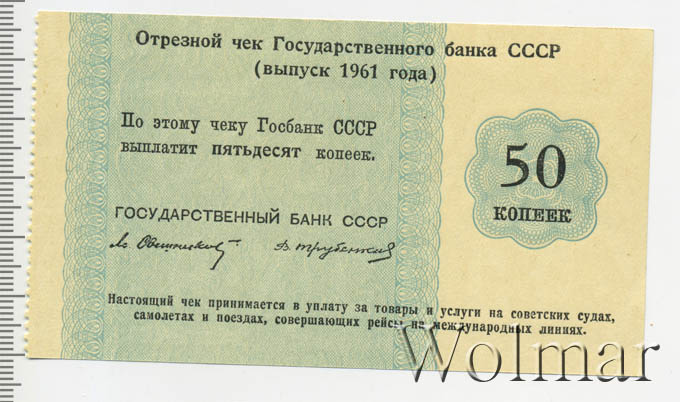 Отрезной чек Государственного банка СССР
(выпуск 1961 года)
По этому чеку Госбанк СССР
выплатит пятьдесят копеек.
50
КОПЕЕК
ГОСУДАРСТВЕННЫЙ БАНК СССР
Настоящий чек принимается в уплату за товары и услуги на советских судах,
самолетах и поездах, совершающих рейсы на международных линиях.
Wolmar